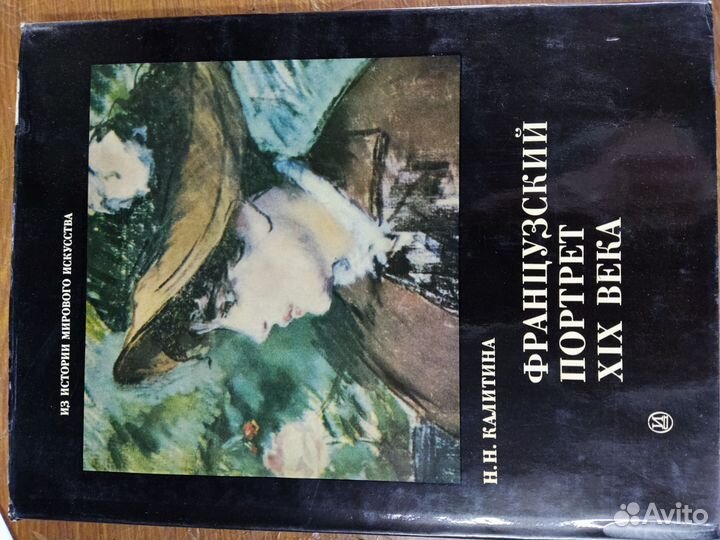 ИЗ ИСТОРИИ МИРОВОГО ИСКУССТВА
Н.Н. КАЛИТИНА
ФРАНЦУЗСКИЙ
ПОРТРЕТ
XIX ВЕКА
И
Avito